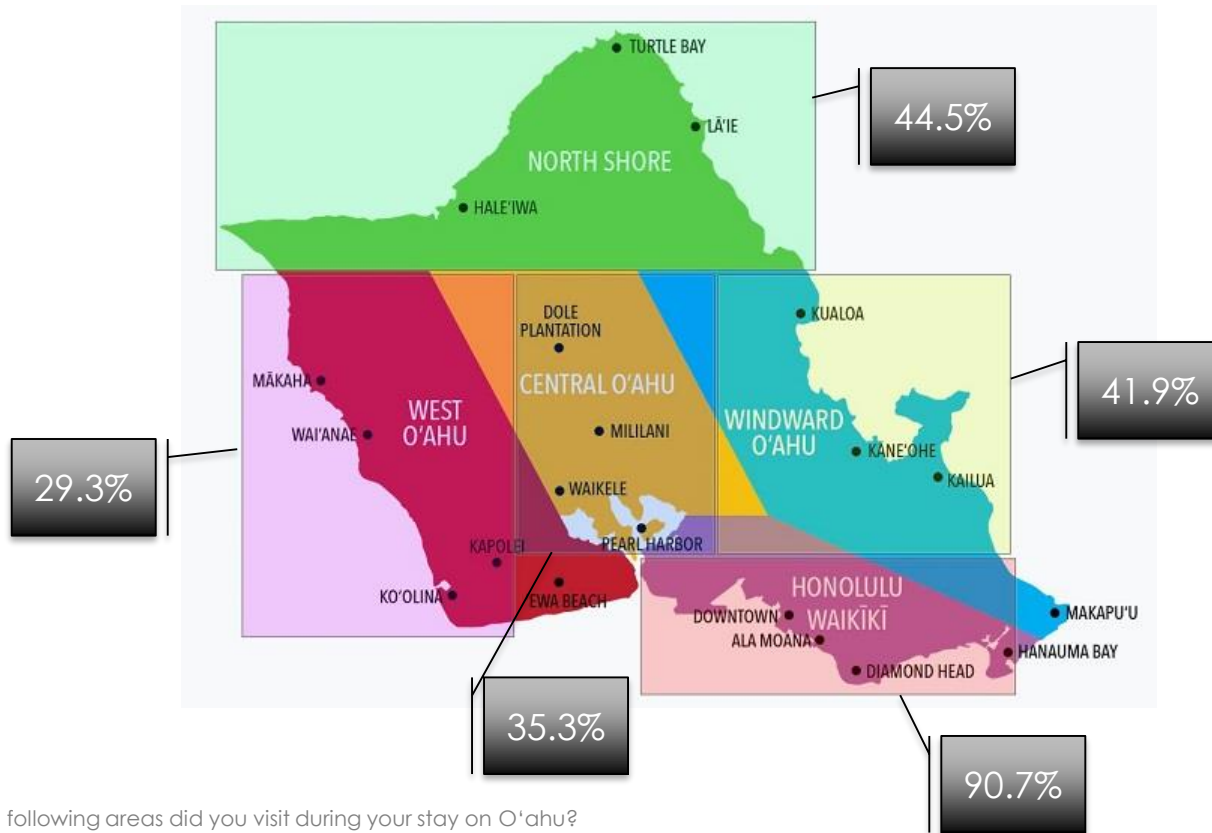 TURTLE BAY
44.5%
LĀ'IE
NORTH SHORE
HALE'IWA
KUALOA
DOLE
PLANTATION
MĀKAHA
CENTRAL O'AHU
41.9%
WEST
O'AHU
WINDWARD
O'AHU
WAI'ANAE
MILILANI
KĀNE'OHE
KAILUA
29.3%
WAIKELE
PEARL HARBOR
KAPOLEI
KO'OLINA
EWA BEACH
HONOLULU
WAIKĪKĪ
DOWNTOWN
MAKAPU'U
ALA MOANA
HANAUMA BAY
DIAMOND HEAD
35.3%
90.7%
following areas did you visit during your stay on O‘ahu?